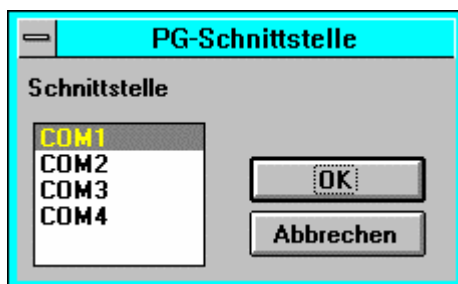 PG-Schnittstelle
Schnittstelle
COM1
COM2
COM3
COM4
OK
Abbrechen